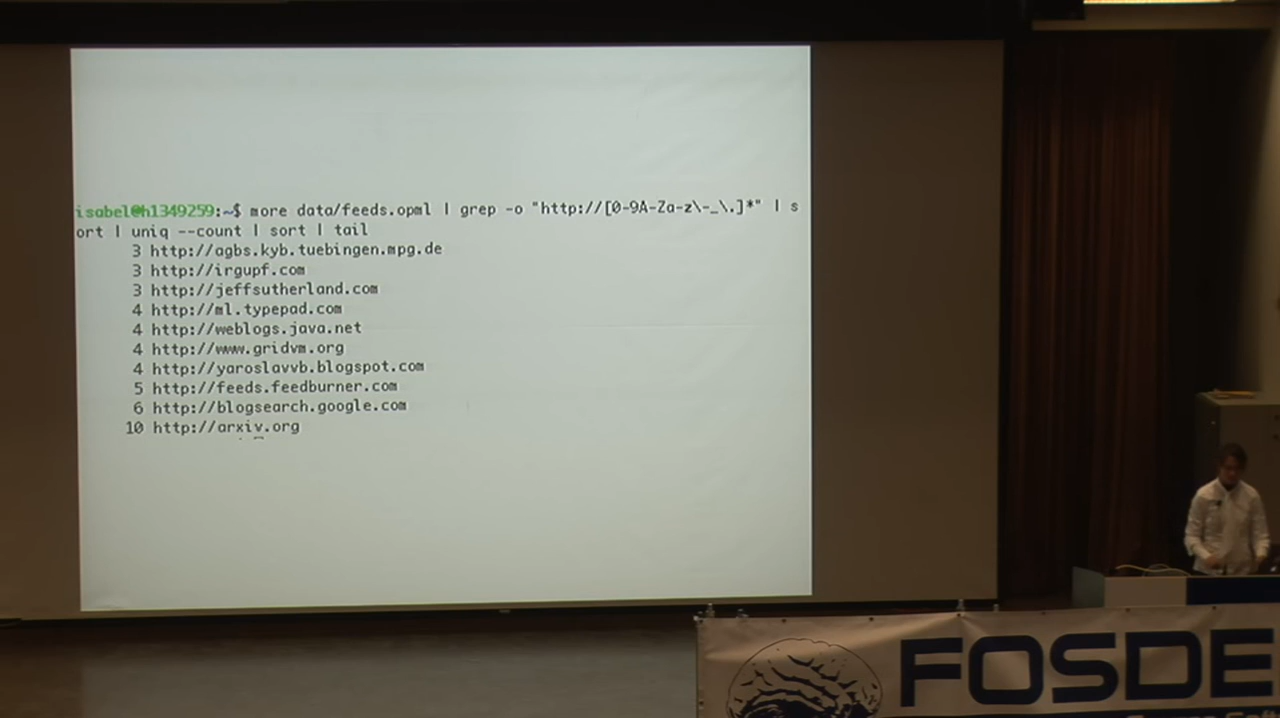 isabel@h1349259:~$ more data/feeds.opml | grep -o "http://[0-9A-Za-z\-_\.]*" | s
ort | uniq --count | sort | tail
3 http://agbs.kyb.tuebingen.mpg.de
3 http://irgupf.com
3 http://jeffsutherland.com
4 http://ml.typepad.com
4 http://weblogs.java.net
4 http://www.gridvm.org
4 http://yaroslavvb.blogspot.com
5 http://feeds.feedburner.com
6 http://blogsearch.google.com
10 http://arxiv.org
FOSDE